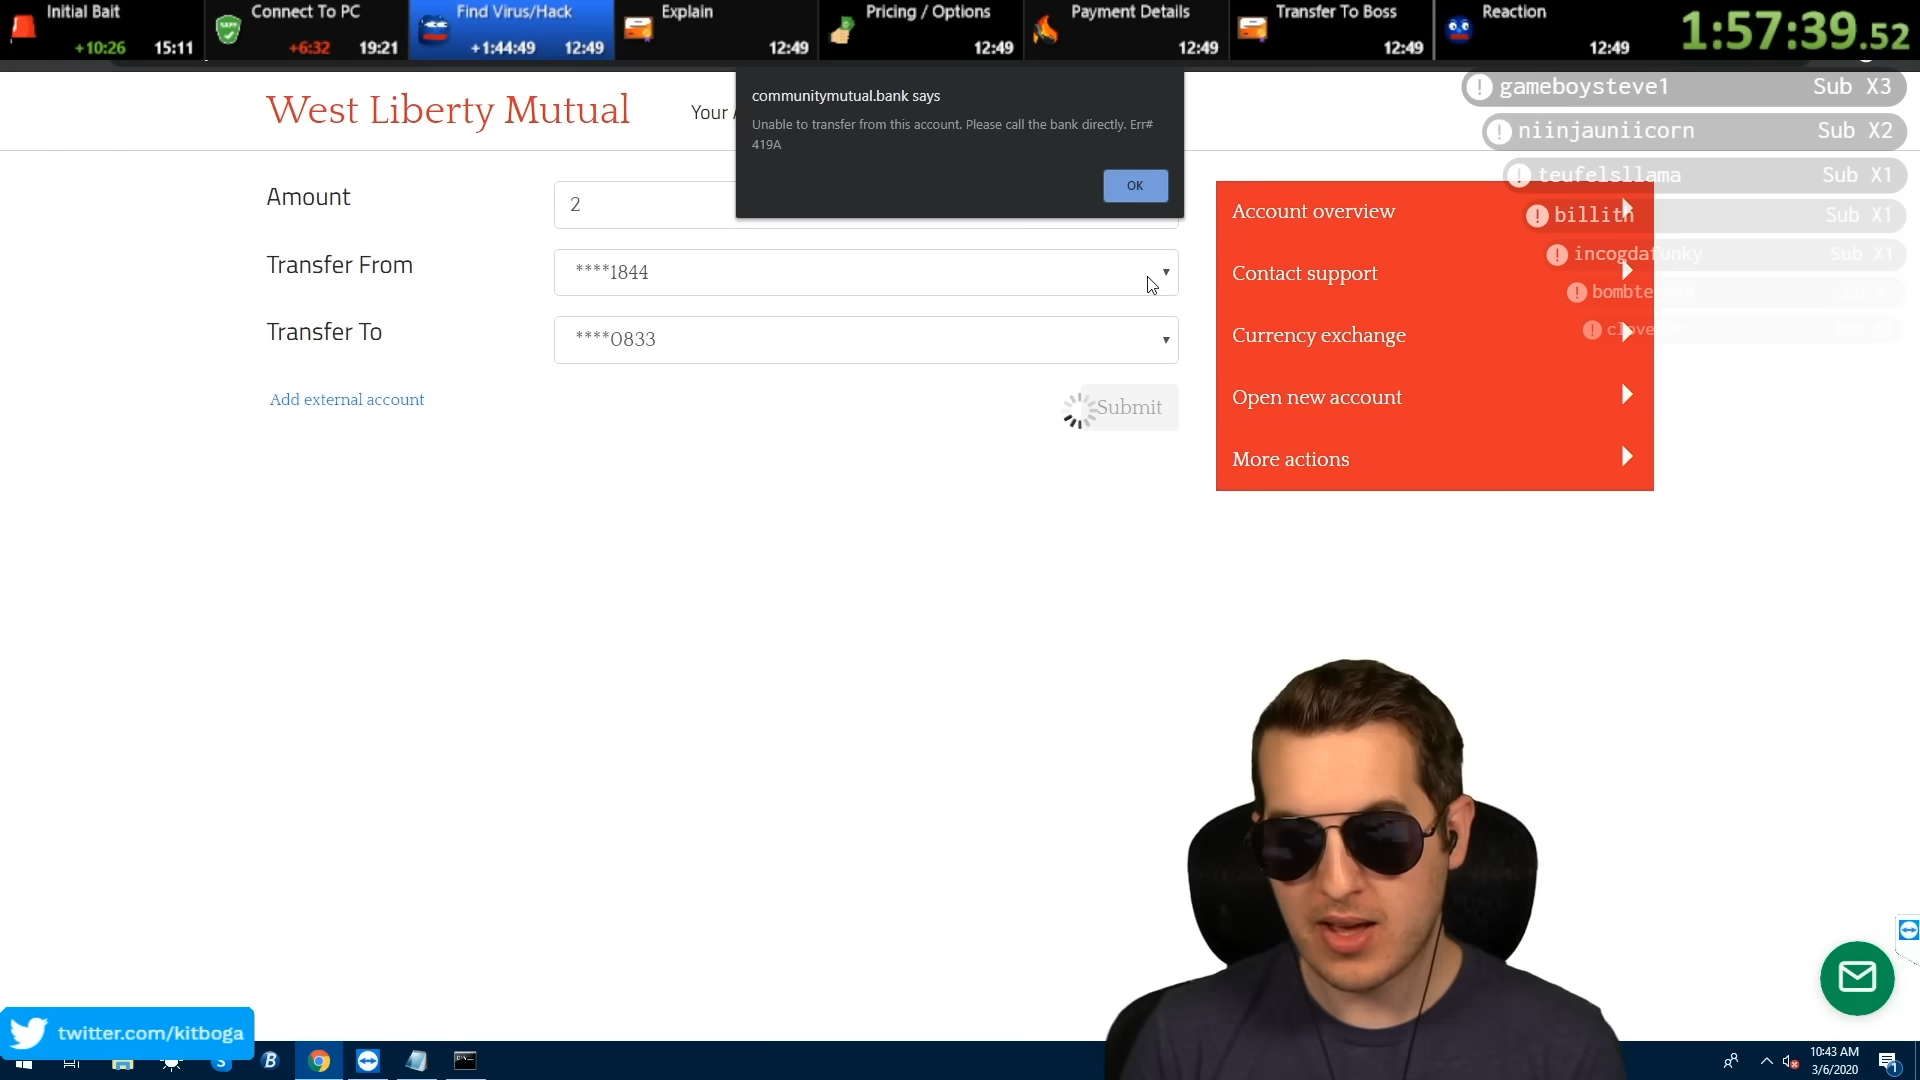 Initial Bait
+10:26 15:11
Connect To PC
+6:32 19:21
Find Virus/Hack
+1:44:49 12:49
Explain
12:49
Pricing / Options
12:49
Payment Details
12:49
Transfer To Boss
12:49
Reaction
12:49
1:57:39.52
West Liberty Mutual
Your
communitymutual.bank says
Unable to transfer from this account. Please call the bank directly. Err#
419A
OK
gameboysteve1 Sub X3
niinjauniicorn Sub X2
teufelsllama Sub X1
billith Sub X1
incogdafunky Sub X1
Amount
2
Transfer From
****1844
Transfer To
****0833
Add external account
Submit
Account overview
Contact support
Currency exchange
Open new account
More actions
twitter.com/kitboga
10:43 AM
3/6/2020
1